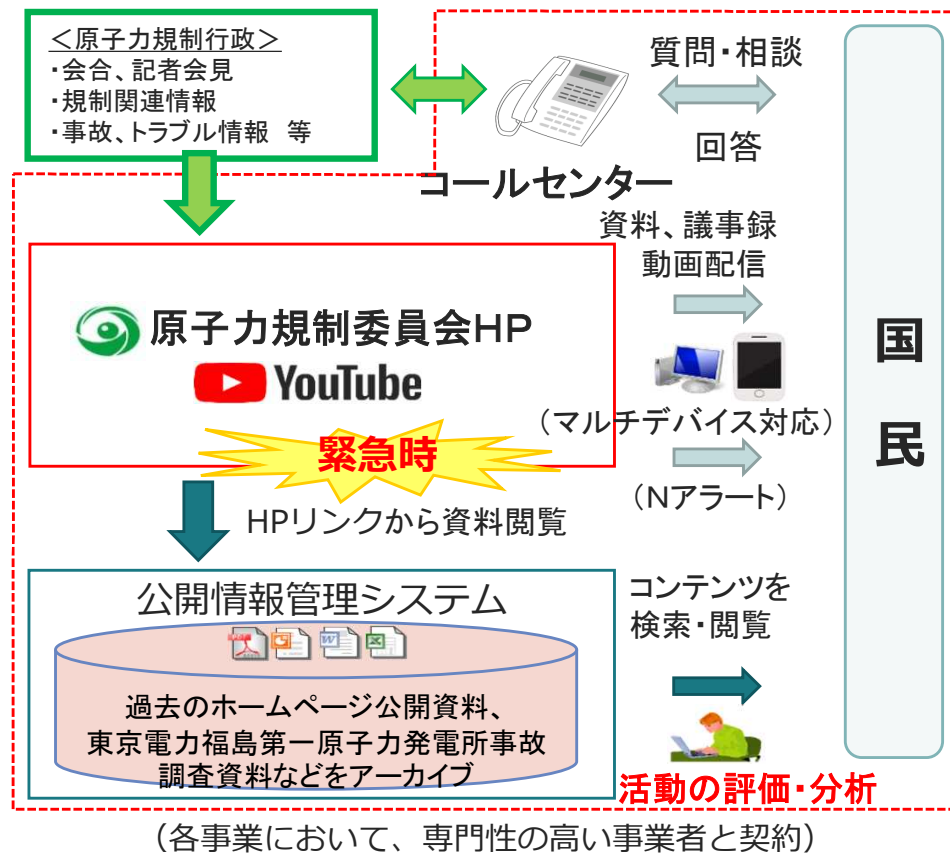 ＜原子力規制行政＞
・会合、記者会見
・規制関連情報
・事故、トラブル情報　等
質問・相談
回答
コールセンター
資料、議事録
動画配信
原子力規制委員会HP
YouTube
（マルチデバイス対応）
緊急時
（Nアラート）
HPリンクから資料閲覧
公開情報管理システム
過去のホームページ公開資料、
東京電力福島第一原子力発電所事故
調査資料などをアーカイブ
コンテンツを
検索・閲覧
活動の評価・分析
国
民
（各事業において、専門性の高い事業者と契約）